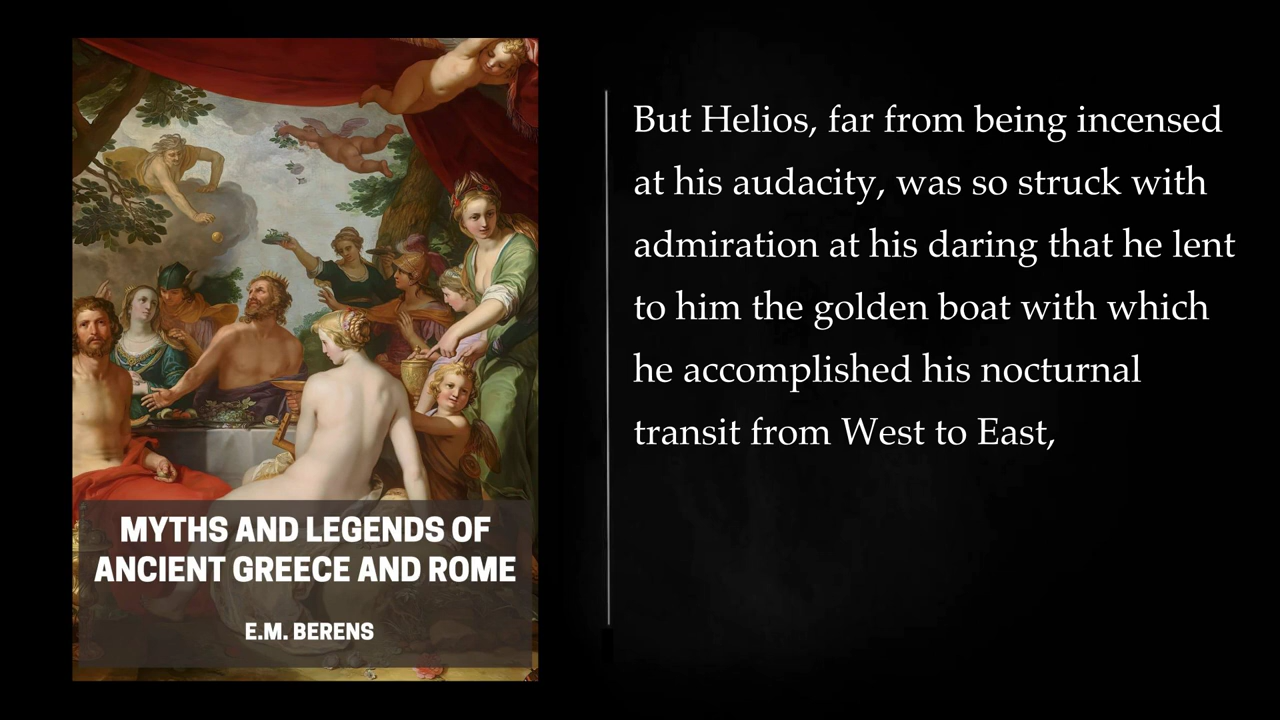 MYTHS AND LEGENDS OF
ANCIENT GREECE AND ROME
E.M. BERENS
But Helios, far from being incensed
at his audacity, was so struck with
admiration at his daring that he lent
to him the golden boat with which
he accomplished his nocturnal
transit from West to East,